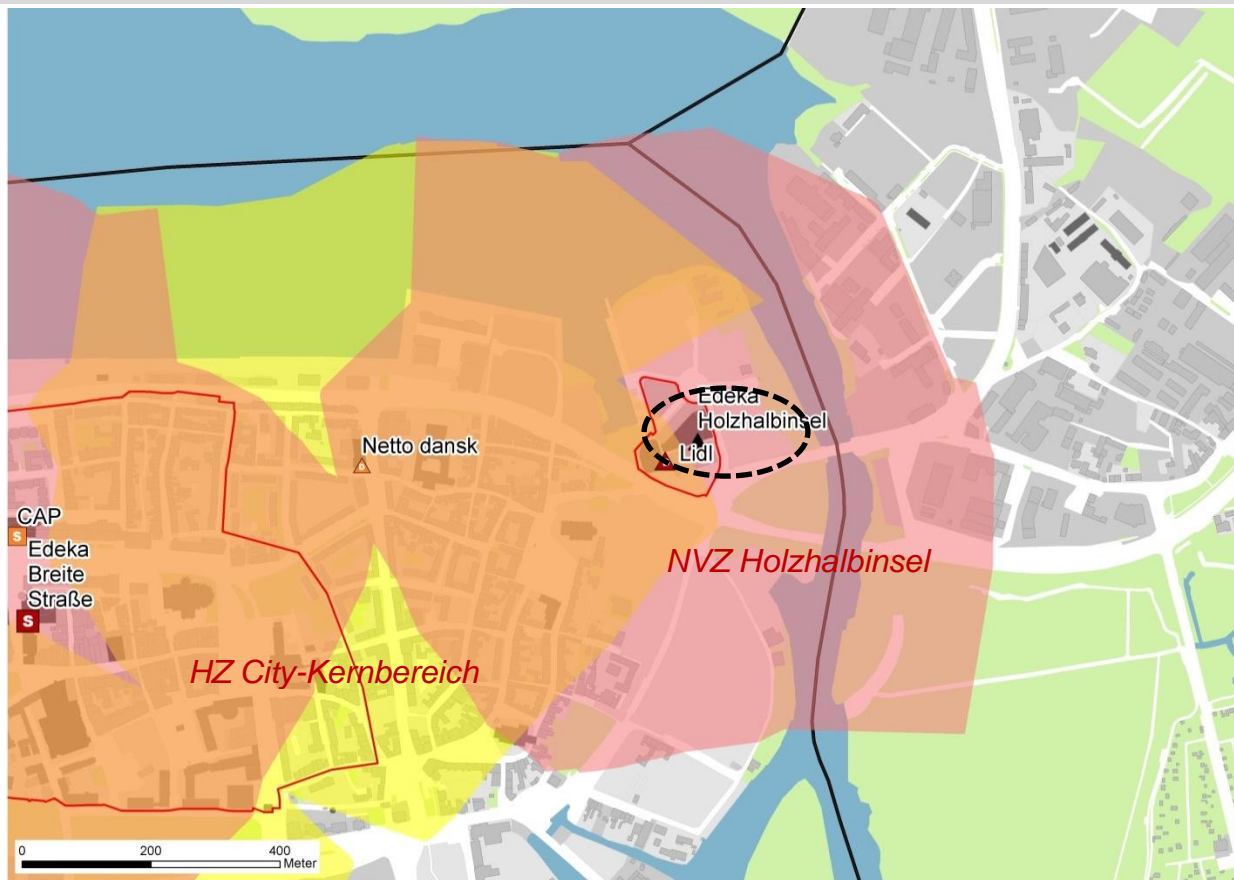 Edeka
Holzhalbinsel
Lidl
Netto dansk
CAP
S
Edeka
Breite
Straße
S
NVZ Holzhalbinsel
HZ City-Kernbereich
0 200 400
Meter